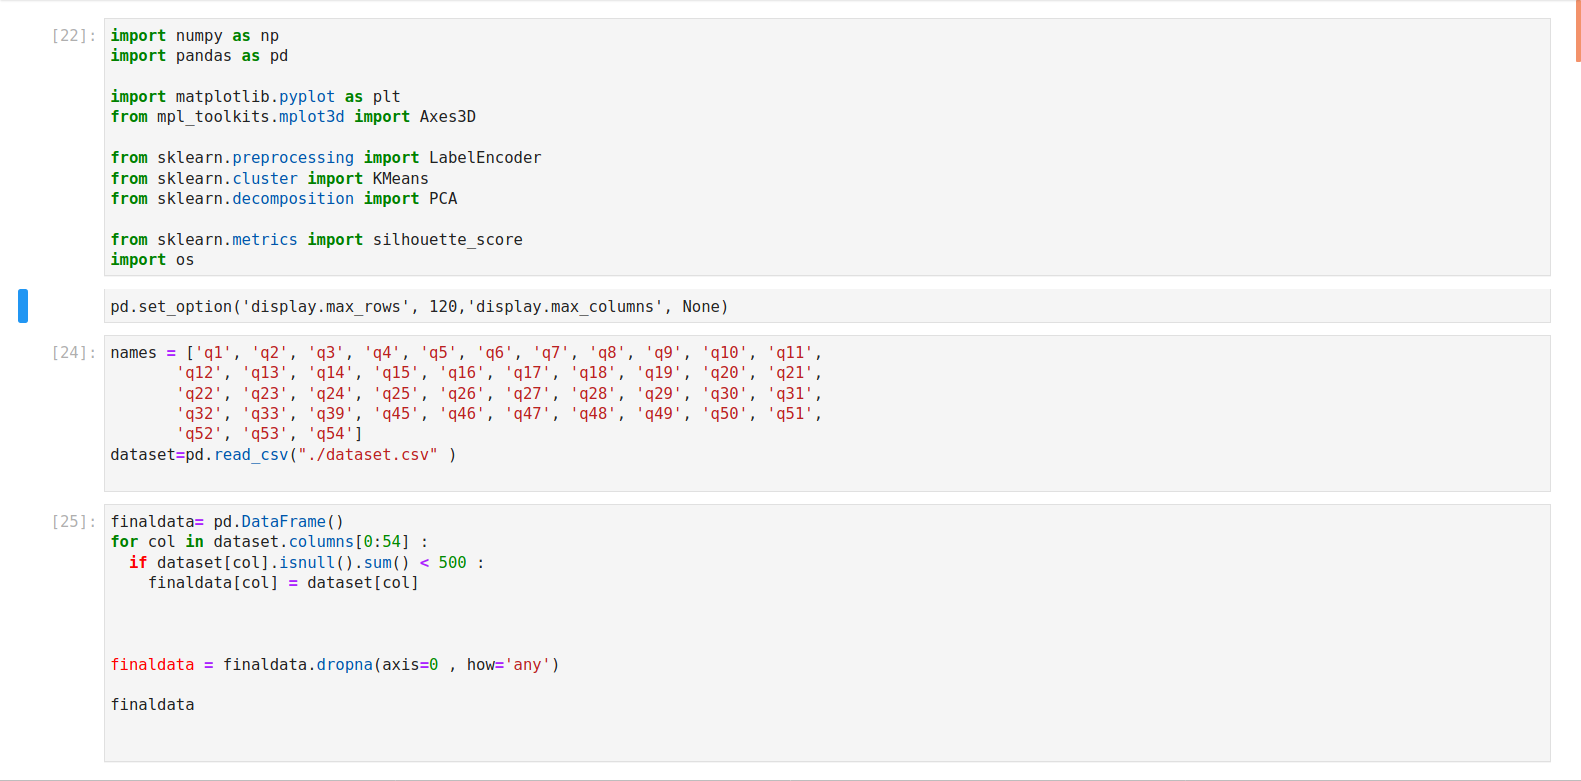 [22]:
import numpy as np
import pandas as pd
import matplotlib.pyplot as plt
from mpl_toolkits.mplot3d import Axes3D
from sklearn.preprocessing import LabelEncoder
from sklearn.cluster import KMeans
from sklearn.decomposition import PCA
from sklearn.metrics import silhouette_score
import os
pd.set_option('display.max_rows', 120,'display.max_columns', None)
[24]:
names = ['q1', 'q2', 'q3', 'q4', 'q5', 'q6', 'q7', 'q8', 'q9', 'q10', 'q11',
'q12', 'q13', 'q14', 'q15', 'q16', 'q17', 'q18', 'q19', 'q20', 'q21',
'q22', 'q23', 'q24', 'q25', 'q26', 'q27', 'q28', 'q29', 'q30', 'q31',
'q32', 'q33', 'q39', 'q45', 'q46', 'q47', 'q48', 'q49', 'q50', 'q51',
'q52', 'q53', 'q54']
dataset=pd.read_csv("./dataset.csv" )
[25]:
finaldata= pd.DataFrame()
for col in dataset.columns[0:54] :
if dataset[col].isnull().sum() < 500 :
finaldata[col] = dataset[col]
finaldata = finaldata.dropna(axis=0 , how='any')
finaldata